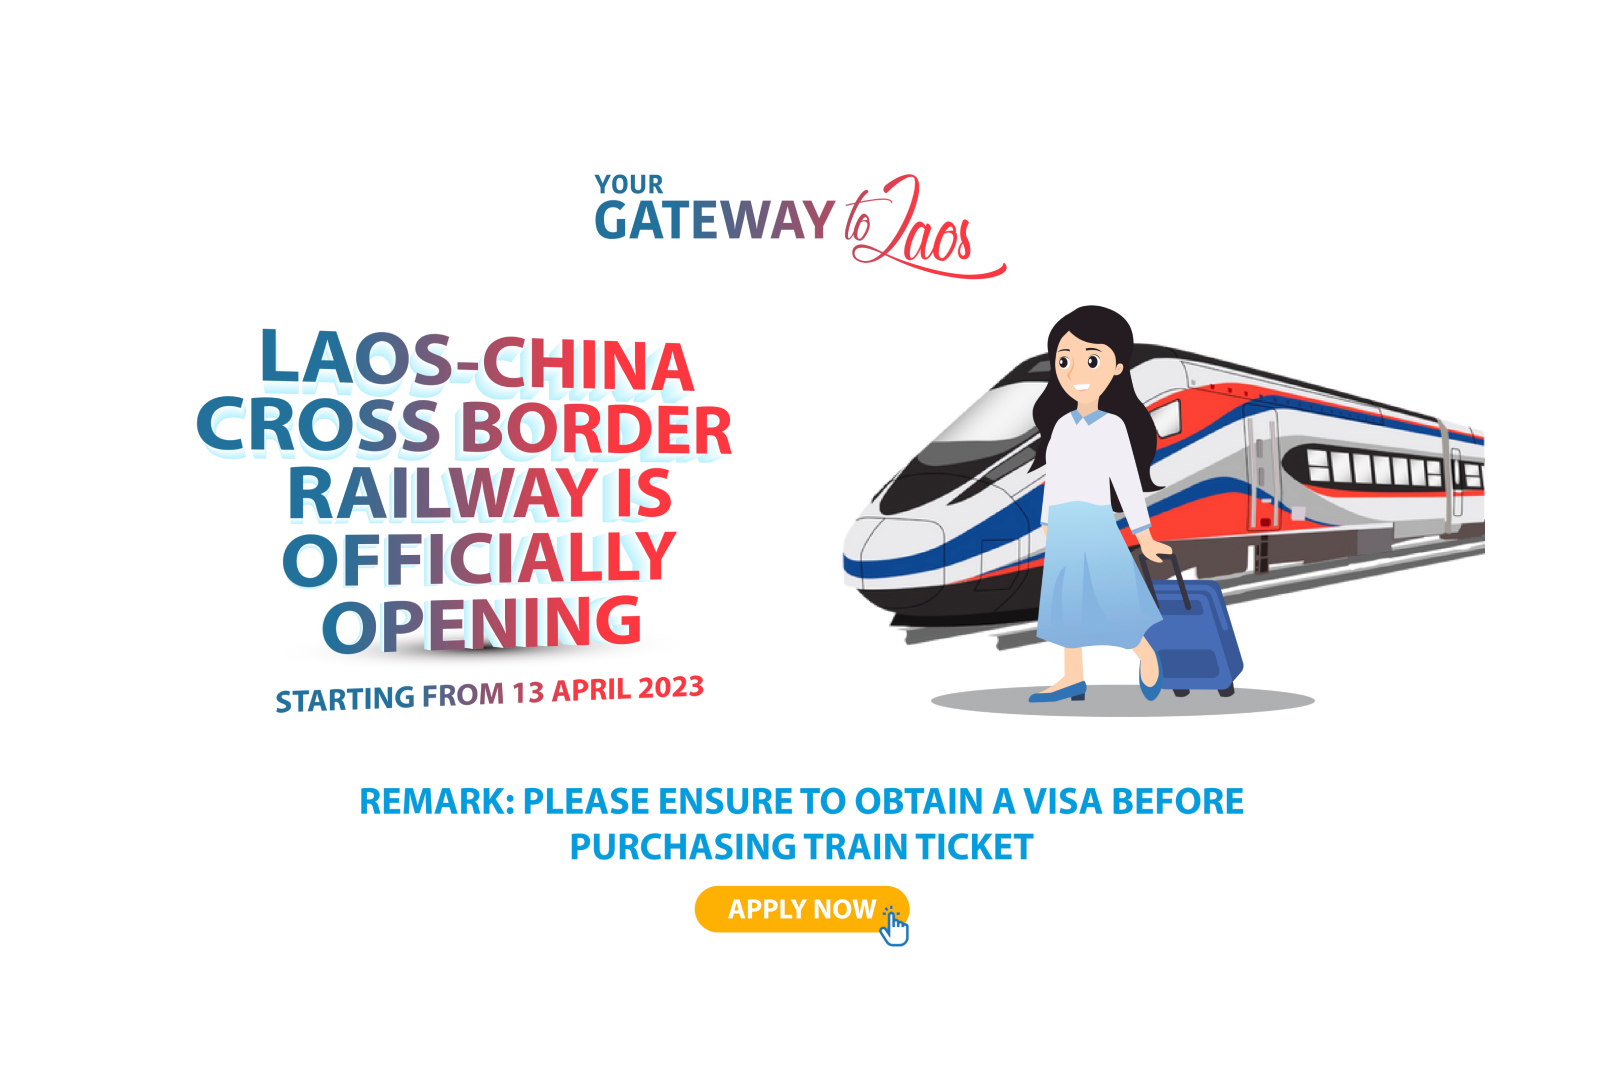 YOUR
GATEWAY to Laos
LAOS-CHINA
CROSS BORDER
RAILWAY IS
OFFICIALLY
OPENING
STARTING FROM 13 APRIL 2023
REMARK: PLEASE ENSURE TO OBTAIN A VISA BEFORE
PURCHASING TRAIN TICKET
APPLY NOW